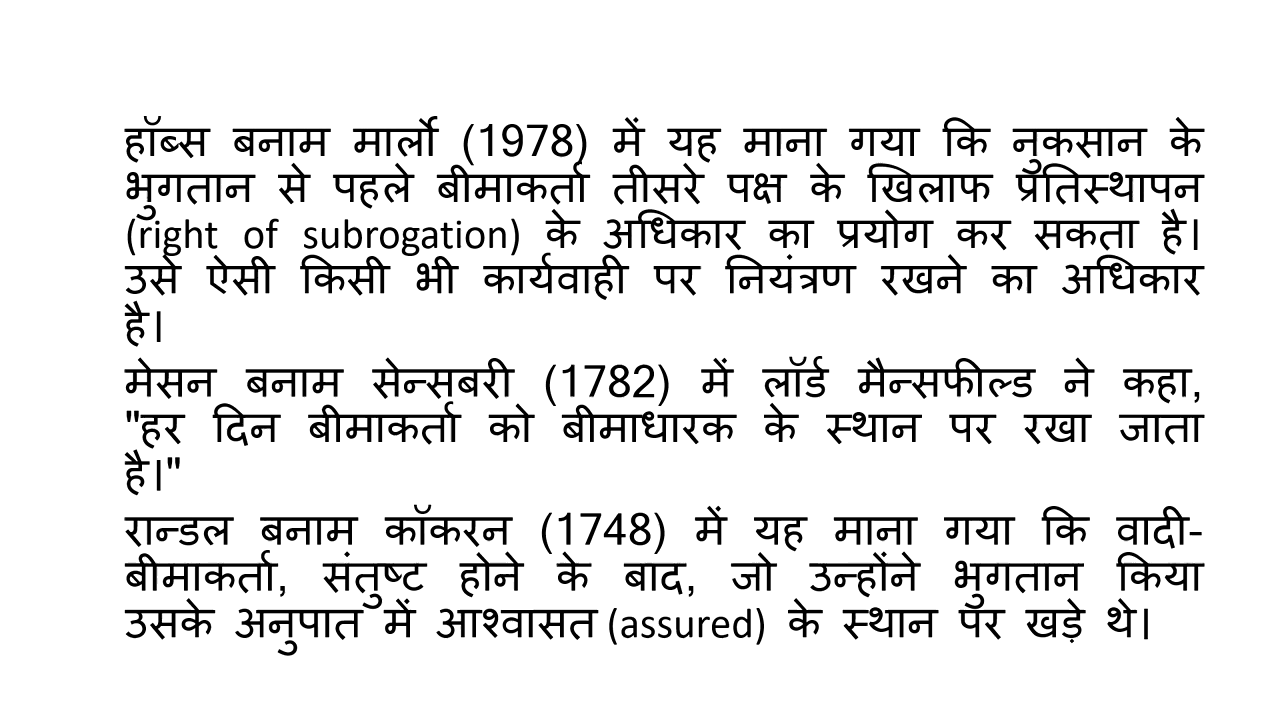 हॉब्स बनाम मार्लो (1978) में यह माना गया कि नुकसान के
भुगतान से पहले बीमाकर्ता तीसरे पक्ष के खिलाफ प्रतिस्थापन
(right of subrogation) के अधिकार का प्रयोग कर सकता है।
उसे ऐसी किसी भी कार्यवाही पर नियंत्रण रखने का अधिकार
है।
मेसन बनाम सेन्सबरी (1782) में लॉर्ड मैन्सफील्ड ने कहा,
"हर दिन बीमाकर्ता को बीमाधारक के स्थान पर रखा जाता
है।"
रान्डल बनाम कॉकरन (1748) में यह माना गया कि वादी-
बीमाकर्ता, संतुष्ट होने के बाद, जो उन्होंने भुगतान किया
उसके अनुपात में आश्वासत (assured) के स्थान पर खड़े थे।